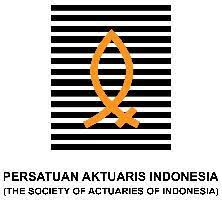 PERSATUAN AKTUARIS INDONESIA
(THE SOCIETY OF ACTUARIES OF INDONESIA)